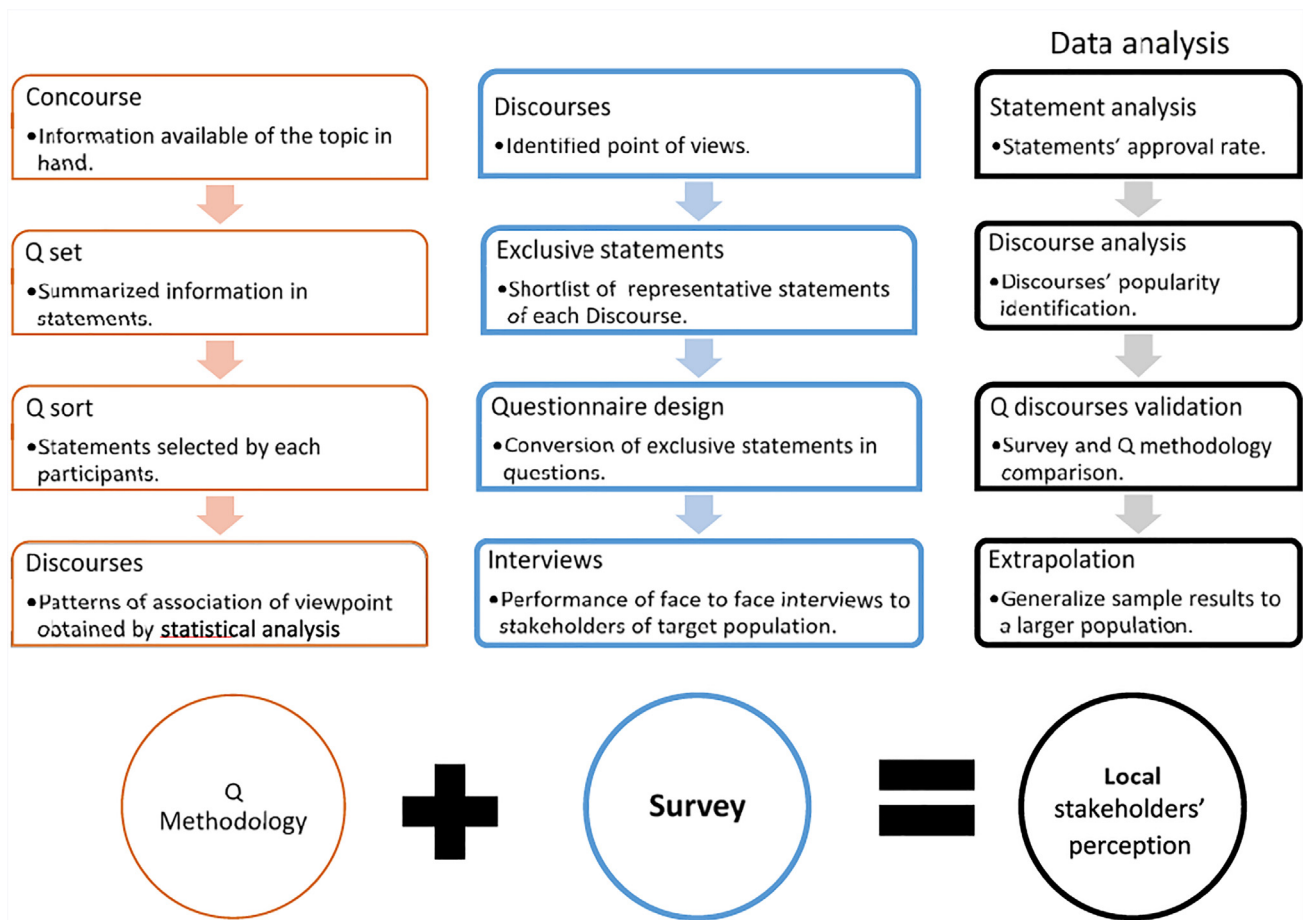 Concourse
•Information available of the topic in
hand.
Q set
•Summarized information in
statements.
Q sort
•Statements selected by each
participants.
Discourses
•Patterns of association of viewpoint
obtained by statistical analysis
Discourses
•Identified point of views.
Exclusive statements
•Shortlist of representative statements
of each Discourse.
Questionnaire design
•Conversion of exclusive statements in
questions.
Interviews
•Performance of face to face interviews to
stakeholders of target population.
Data analysis
Statement analysis
•Statements' approval rate.
Discourse analysis
•Discourses' popularity
identification.
Q discourses validation
•Survey and Q methodology
comparison.
Extrapolation
•Generalize sample results to
a larger population.
Q
Methodology
+
Survey
=
Local
stakeholders'
perception